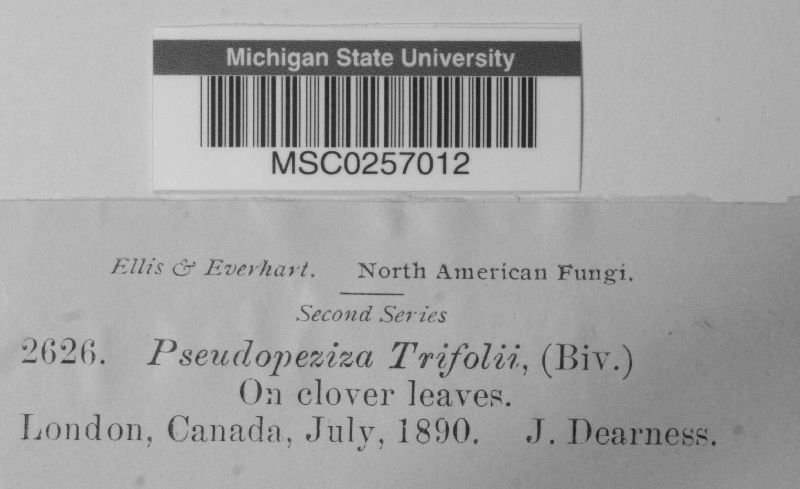 Michigan State University
MSC0257012
Ellis & Everhart. North American Fungi.
Second Series
2626. Pseudopeziza Trifolii, (Biv.)
On clover leaves.
London, Canada, July, 1890. J. Dearness.